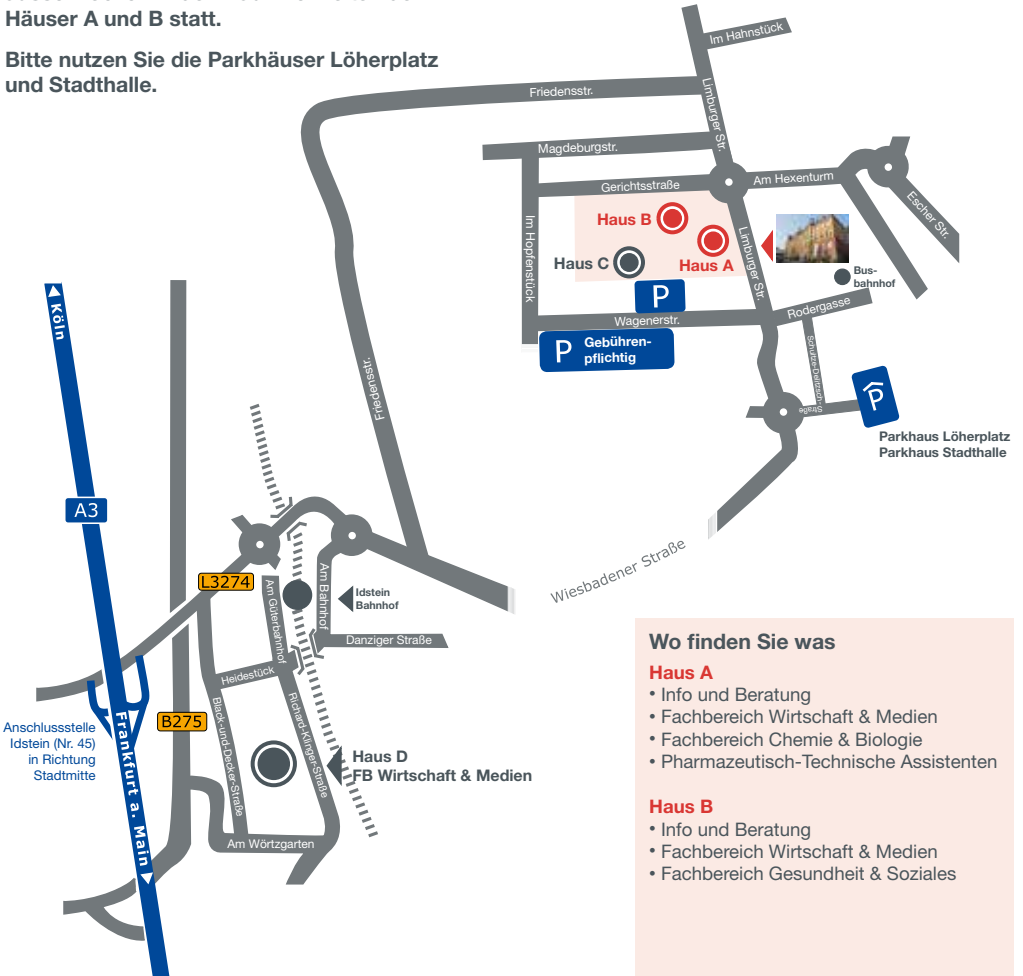 Häuser A und B statt.
Bitte nutzen Sie die Parkhäuser Löherplatz
und Stadthalle.
Im Hahnstück
Friedensstr.
Limburger Str.
Magdeburgstr.
Gerichtsstraße
Am Hexenturm
Escher Str.
Im Hopfenstück
Haus B
Haus A
Haus C
Limburger Str.
Bus-
bahnhof
P
Rodergasse
Wagenerstr.
P Gebühren-
pflichtig
Schulze-Delitzsch-
Straße
P
Parkhaus Löherplatz
Parkhaus Stadthalle
Köln
Friedensstr.
A3
Wiesbadener Straße
L3274
Am Güterbahnhof
Am Bahnhof
Idstein
Bahnhof
Danziger Straße
Heidestück
B275
Anschlussstelle
Idstein (Nr. 45)
in Richtung
Stadtmitte
Frankfurt a. Main
Black-und-Decker-Straße
Richard-Klinger-Straße
Haus D
FB Wirtschaft & Medien
Am Wörtzgarten
Wo finden Sie was
Haus A
• Info und Beratung
• Fachbereich Wirtschaft & Medien
• Fachbereich Chemie & Biologie
• Pharmazeutisch-Technische Assistenten
Haus B
• Info und Beratung
• Fachbereich Wirtschaft & Medien
• Fachbereich Gesundheit & Soziales